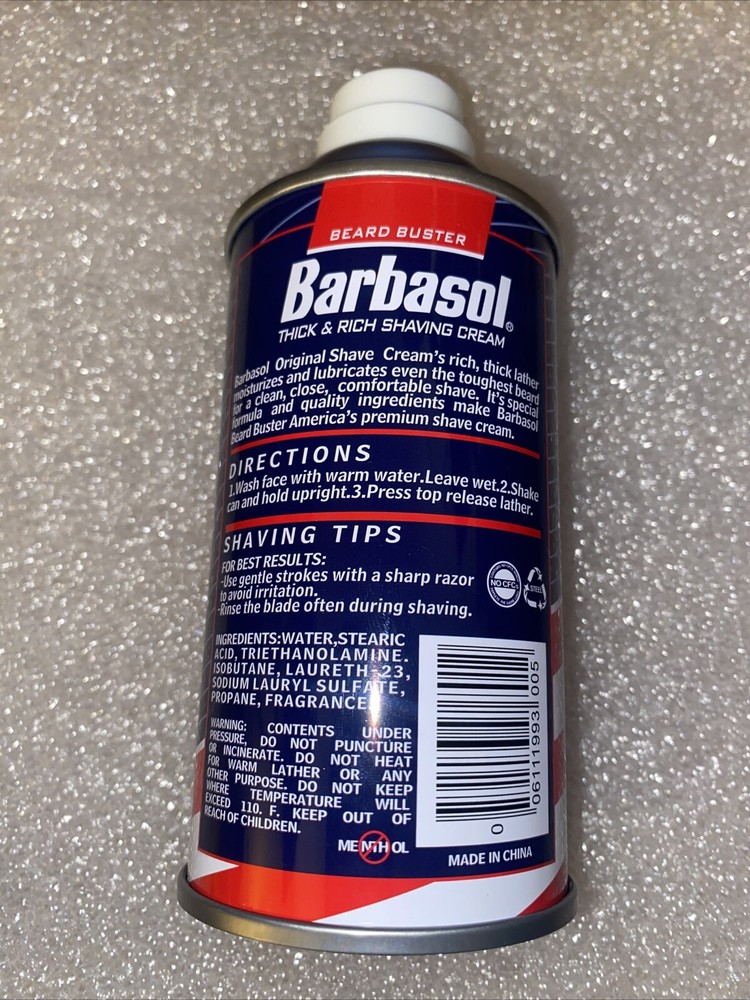 BEARD BUSTER
Barbasol®
THICK & RICH SHAVING CREAM
Barbasol Original Shave Cream's rich, thick lather
moisturizes and lubricates even the toughest beard
for a clean, close, comfortable shave. It's special
formula and quality ingredients make Barbasol
Beard Buster America's premium shave cream.
DIRECTIONS
1.Wash face with warm water.Leave wet.2.Shake
can and hold upright.3.Press top release lather.
SHAVING TIPS
FOR BEST RESULTS:
-Use gentle strokes with a sharp razor
to avoid irritation.
-Rinse the blade often during shaving.
NO CFCs
STEEL
INGREDIENTS:WATER,STEARIC
ACID, TRIETHANOLAMINE.
ISOBUTANE, LAURETH-23,
SODIUM LAURYL SULFATE,
PROPANE, FRAGRANCE.
WARNING: CONTENTS UNDER
PRESSURE, DO NOT PUNCTURE
OR INCINERATE. DO NOT HEAT
FOR WARM LATHER OR ANY
OTHER PURPOSE. DO NOT KEEP
WHERE TEMPERATURE WILL
EXCEED 110. F. KEEP OUT OF
REACH OF CHILDREN.
MENTHOL
0 06111993 005
MADE IN CHINA